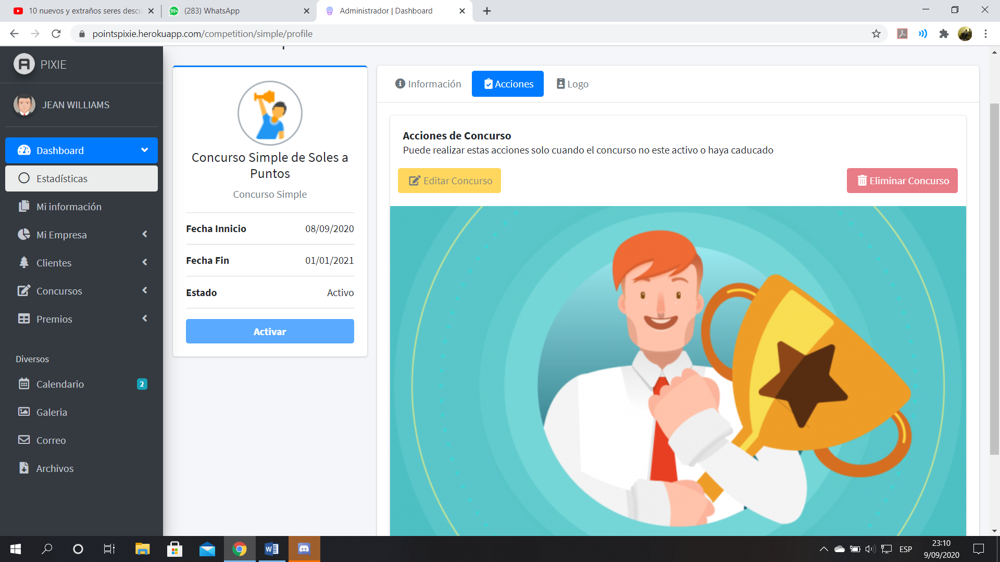 10 nuevos y extraños seres descu
99+
(283) WhatsApp
Administrador | Dashboard
pointspixie.herokuapp.com/competition/simple/profile
PIXIE
JEAN WILLIAMS
Dashboard
Estadísticas
Mi información
Mi Empresa
Clientes
Concursos
Premios
Diversos
Calendario
2
Galeria
Correo
Archivos
Concurso Simple de Soles a
Puntos
Concurso Simple
Fecha Innicio 08/09/2020
Fecha Fin 01/01/2021
Estado Activo
Activar
Información
Acciones
Logo
Acciones de Concurso
Puede realizar estas acciones solo cuando el concurso no este activo o haya caducado
Editar Concurso
Eliminar Concurso
ESP
23:10
9/09/2020